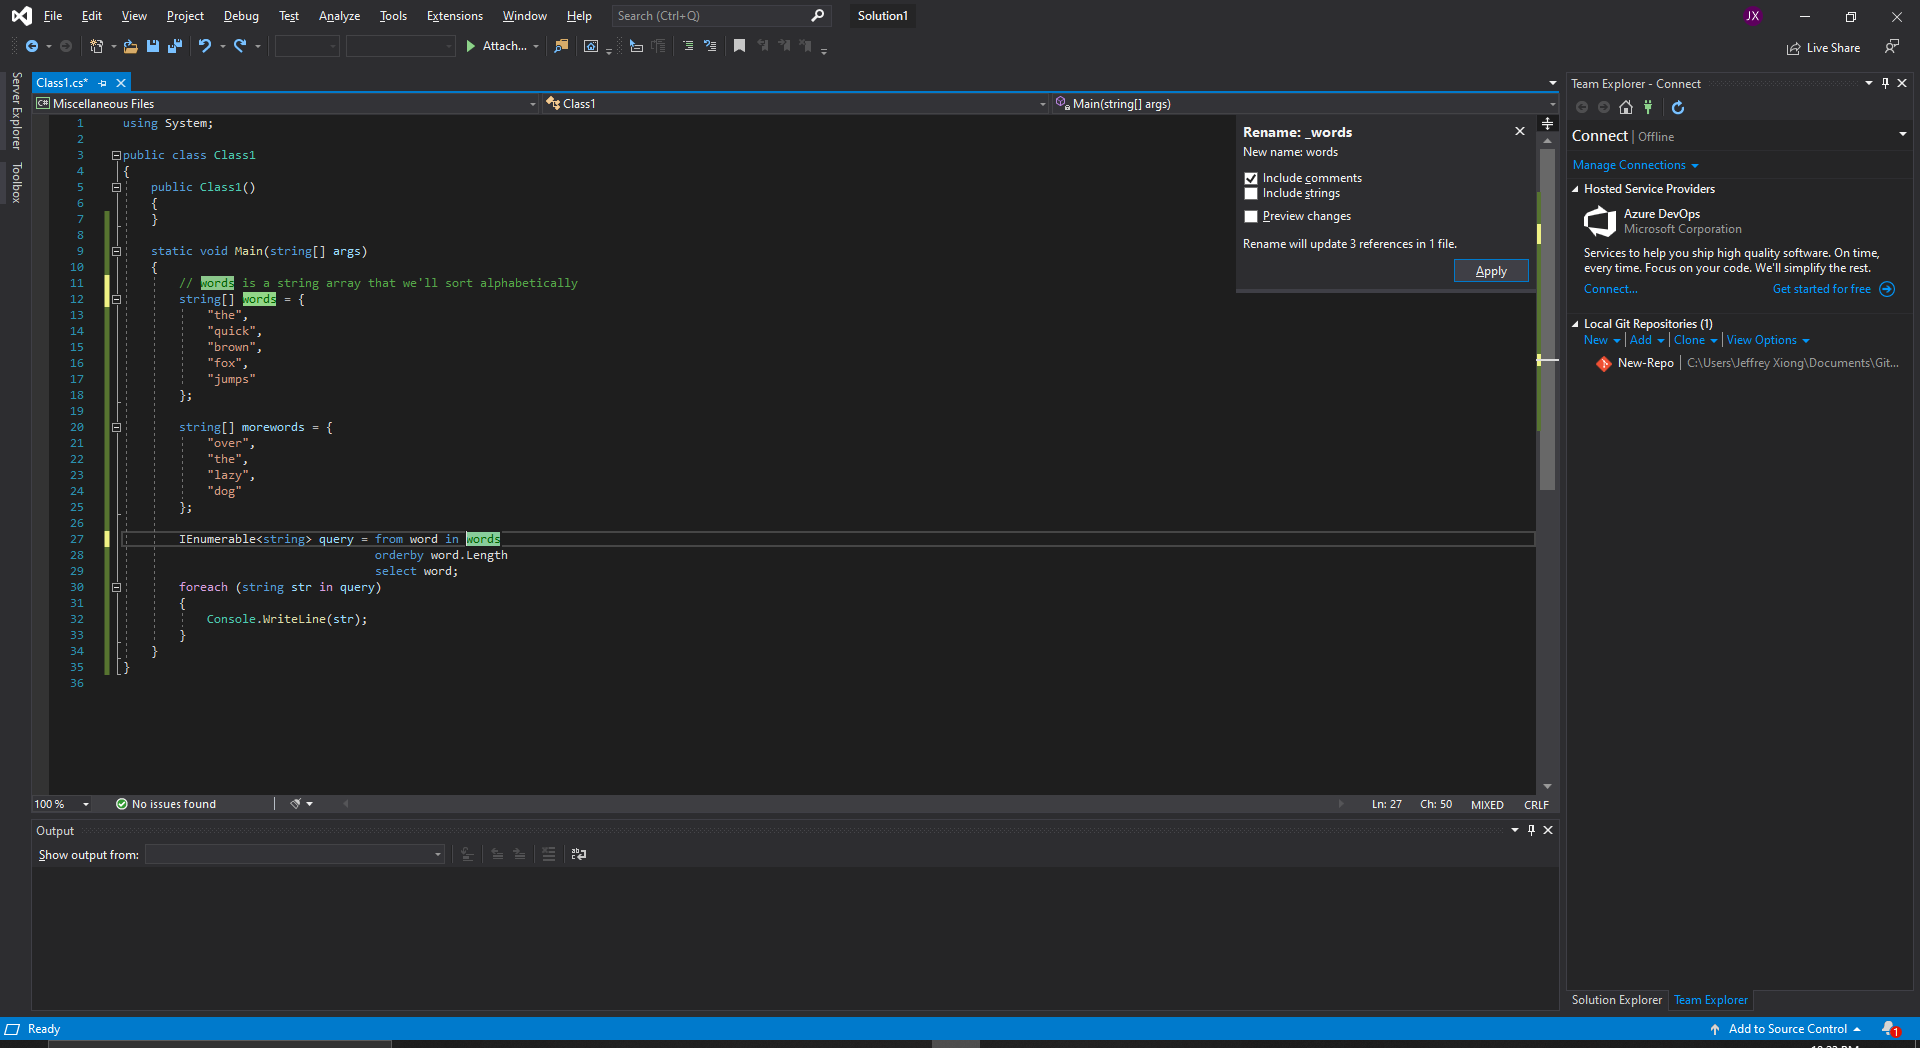 File Edit View Project Debug Test Analyze Tools Extensions Window Help Search (Ctrl+Q) Solution1 JX
Attach... Live Share
Server Explorer
Toolbox
Class1.cs*
C# Miscellaneous Files Class1 Main(string[] args)
1 using System;
2
3 public class Class1
4 {
5 public Class1()
6 {
7 }
8
9 static void Main(string[] args)
10 {
11 // words is a string array that we'll sort alphabetically
12 string[] words = {
13 "the",
14 "quick",
15 "brown",
16 "fox",
17 "jumps"
18 };
19
20 string[] morewords = {
21 "over",
22 "the",
23 "lazy",
24 "dog"
25 };
26
27 IEnumerable<string> query = from word in words
28 orderby word.Length
29 select word;
30 foreach (string str in query)
31 {
32 Console.WriteLine(str);
33 }
34 }
35 }
36
Rename: _words
New name: words
Include comments
Include strings
Preview changes
Rename will update 3 references in 1 file.
Apply
100 % No issues found Ln: 27 Ch: 50 MIXED CRLF
Output
Show output from:
Team Explorer - Connect
Connect | Offline
Manage Connections
Hosted Service Providers
Azure DevOps
Microsoft Corporation
Services to help you ship high quality software. On time,
every time. Focus on your code. We'll simplify the rest.
Connect... Get started for free
Local Git Repositories (1)
New Add Clone View Options
New-Repo C:\Users\Jeffrey Xiong\Documents\Git...
Solution Explorer Team Explorer
Ready Add to Source Control 1